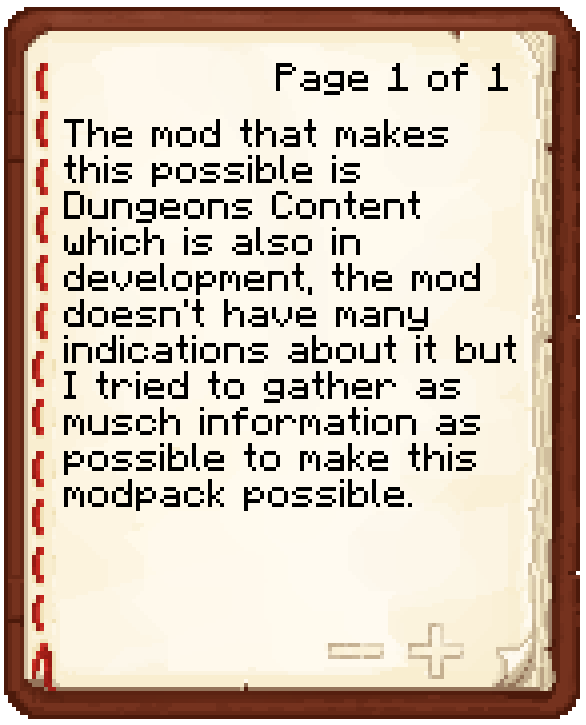 Page 1 of 1
The mod that makes
this possible is
Dungeons Content
which is also in
development, the mod
doesn't have many
indications about it but
I tried to gather as
musch information as
possible to make this
modpack possible.